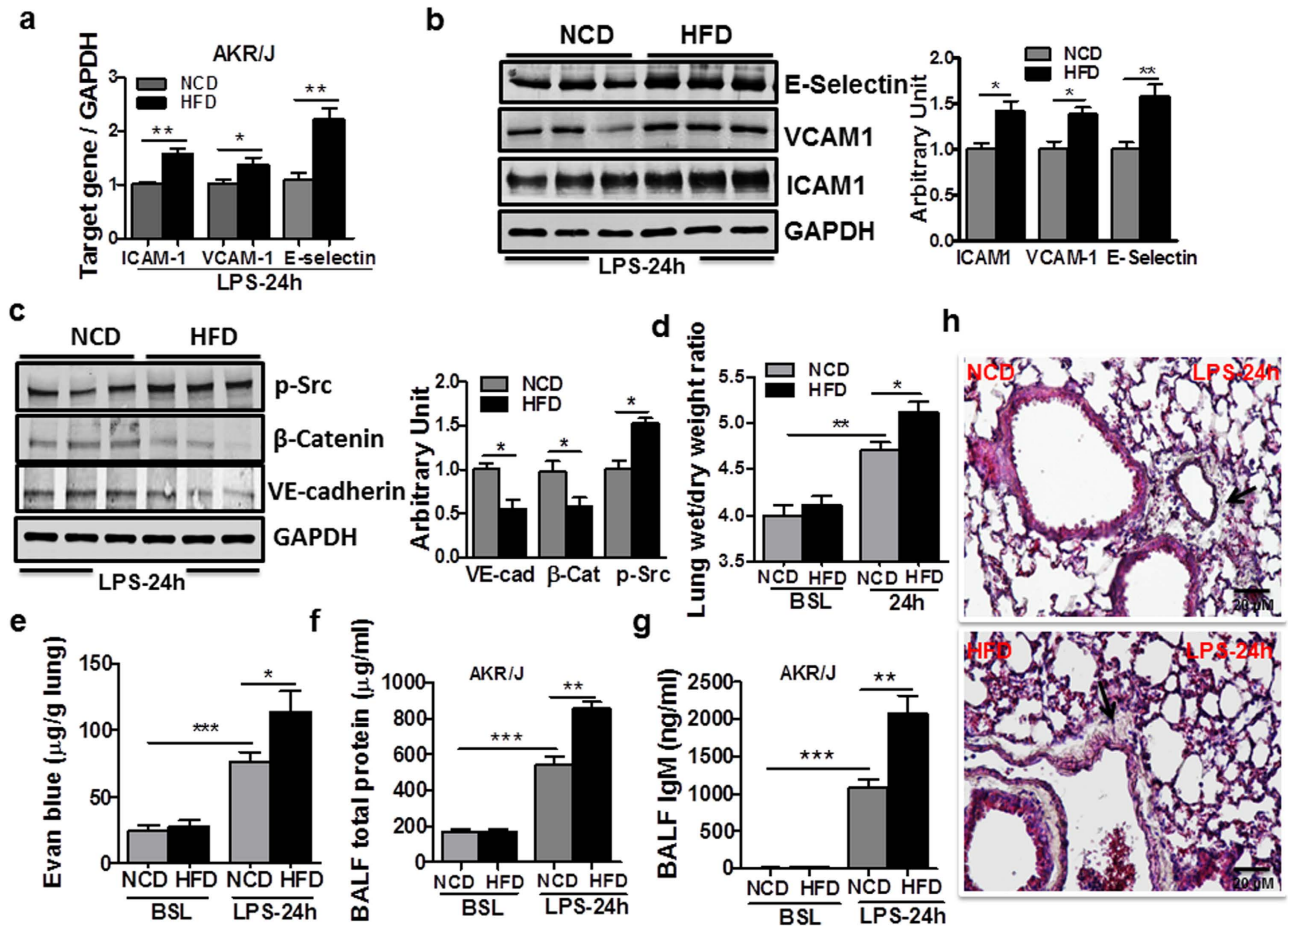 a
AKR/J
Target gene / GAPDH
NCD
HFD
3
2
1
0
**
*
**
ICAM-1 VCAM-1 E-selectin
LPS-24h
b
NCD HFD
E-Selectin
VCAM1
ICAM1
GAPDH
LPS-24h
Arbitrary Unit
NCD
HFD
2.0
1.5
1.0
0.5
0.0
*
*
**
ICAM1 VCAM-1 E-Selectin
c
NCD HFD
p-Src
β-Catenin
VE-cadherin
GAPDH
LPS-24h
Arbitrary Unit
NCD
HFD
2.0
1.5
1.0
0.5
0.0
*
*
*
VE-cad β-Cat p-Src
d
Lung wet/dry weight ratio
NCD
HFD
5.5
5.0
4.5
4.0
3.5
**
*
NCD HFD NCD HFD
BSL 24h
h
NCD LPS-24h
20 µM
HFD LPS-24h
20 µM
e
Evan blue (µg/g lung)
150
100
50
0
***
*
NCD HFD NCD HFD
BSL LPS-24h
f
AKR/J
BALF total protein (µg/ml)
1000
800
600
400
200
0
***
**
NCD HFD NCD HFD
BSL LPS-24h
g
AKR/J
BALF IgM (ng/ml)
2500
2000
1500
1000
500
0
***
**
NCD HFD NCD HFD
BSL LPS-24h